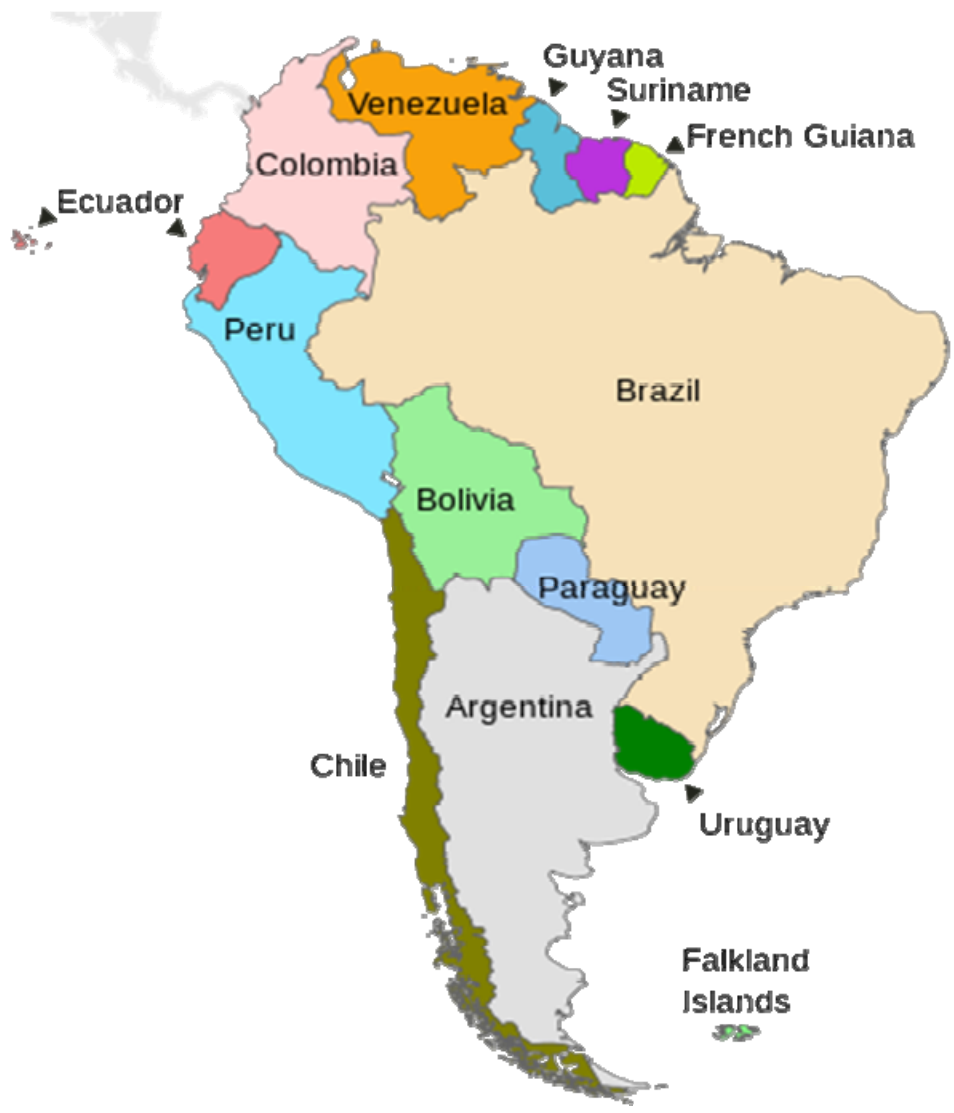 Guyana
Suriname
Venezuela
French Guiana
Colombia
Ecuador
Peru
Brazil
Bolivia
Paraguay
Argentina
Chile
Uruguay
Falkland
Islands